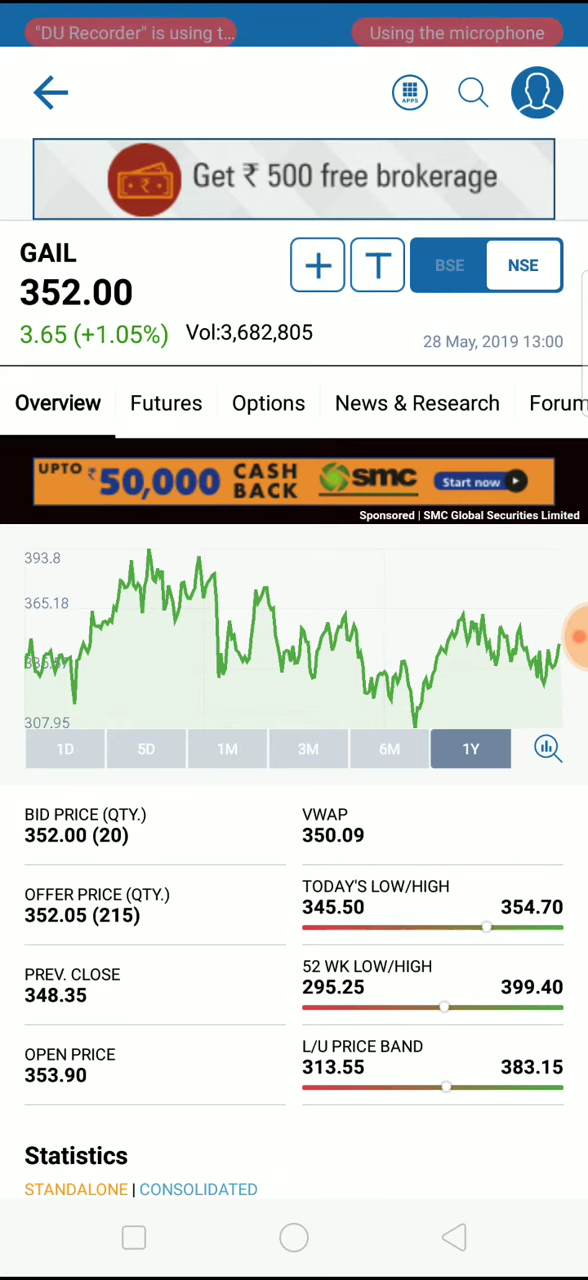 "DU Recorder" is using t... Using the microphone
APPS
Get ₹ 500 free brokerage
GAIL
352.00
3.65 (+1.05%) Vol:3,682,805
BSE NSE
28 May, 2019 13:00
Overview Futures Options News & Research Forum
UPTO ₹ 50,000 CASH BACK smc Start now
Sponsored | SMC Global Securities Limited
393.8
365.18
307.95
1D 5D 1M 3M 6M 1Y
BID PRICE (QTY.) VWAP
352.00 (20) 350.09
OFFER PRICE (QTY.) TODAY'S LOW/HIGH
352.05 (215) 345.50 354.70
PREV. CLOSE 52 WK LOW/HIGH
348.35 295.25 399.40
OPEN PRICE L/U PRICE BAND
353.90 313.55 383.15
Statistics
STANDALONE | CONSOLIDATED